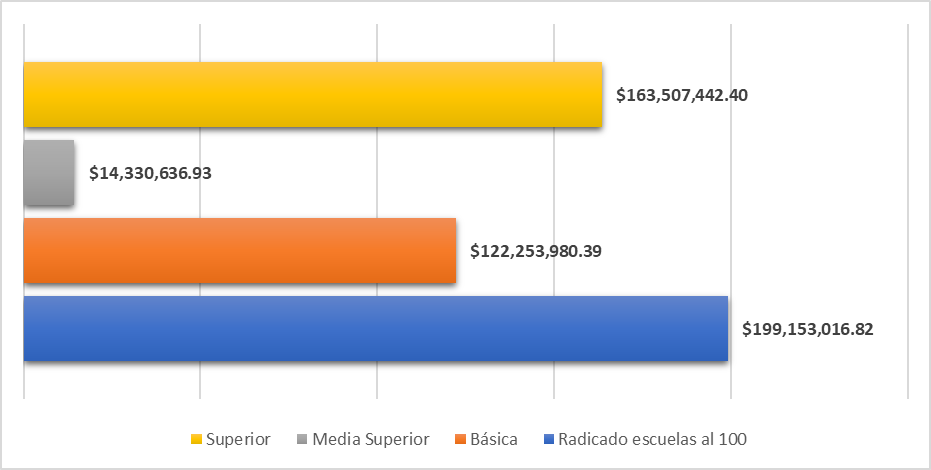 $163,507,442.40
$14,330,636.93
$122,253,980.39
$199,153,016.82
Superior Media Superior Básica Radicado escuelas al 100